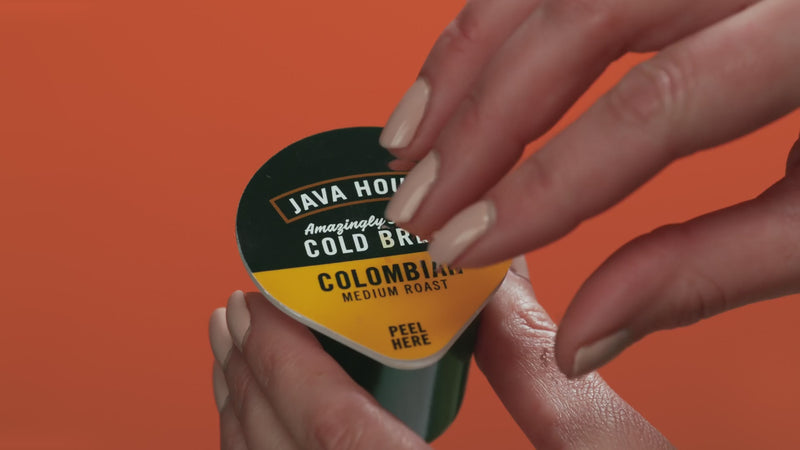 JAVA HOU
Amazingly
COLD BRE
COLOMBIAN
MEDIUM ROAST
PEEL
HERE